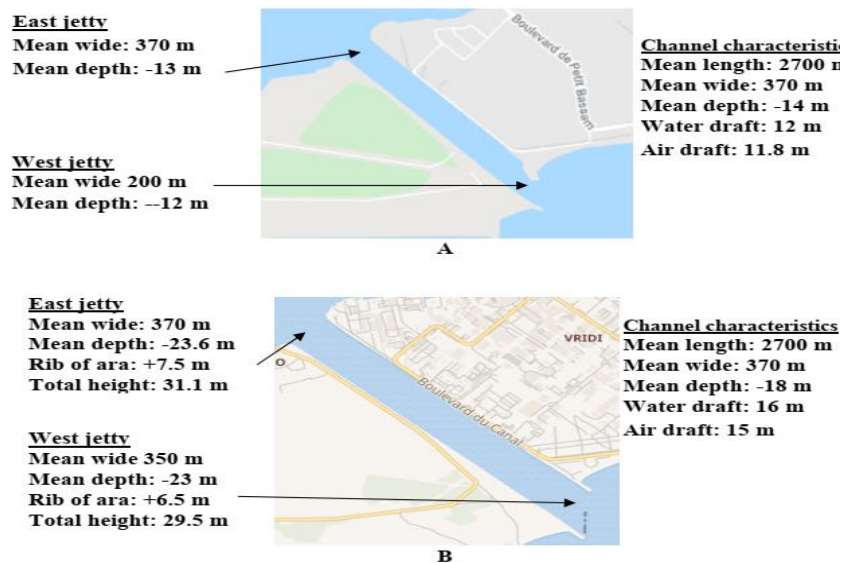 East jetty
Mean wide: 370 m
Mean depth: -13 m
West jetty
Mean wide 200 m
Mean depth: --12 m
Boulevard de Petit Bassam
Channel characteristic
Mean length: 2700 m
Mean wide: 370 m
Mean depth: -14 m
Water draft: 12 m
Air draft: 11.8 m
A
East jetty
Mean wide: 370 m
Mean depth: -23.6 m
Rib of ara: +7.5 m
Total height: 31.1 m
West jetty
Mean wide 350 m
Mean depth: -23 m
Rib of ara: +6.5 m
Total height: 29.5 m
O
VRIDI
Boulevard du Canal
Channel characteristics
Mean length: 2700 m
Mean wide: 370 m
Mean depth: -18 m
Water draft: 16 m
Air draft: 15 m
B